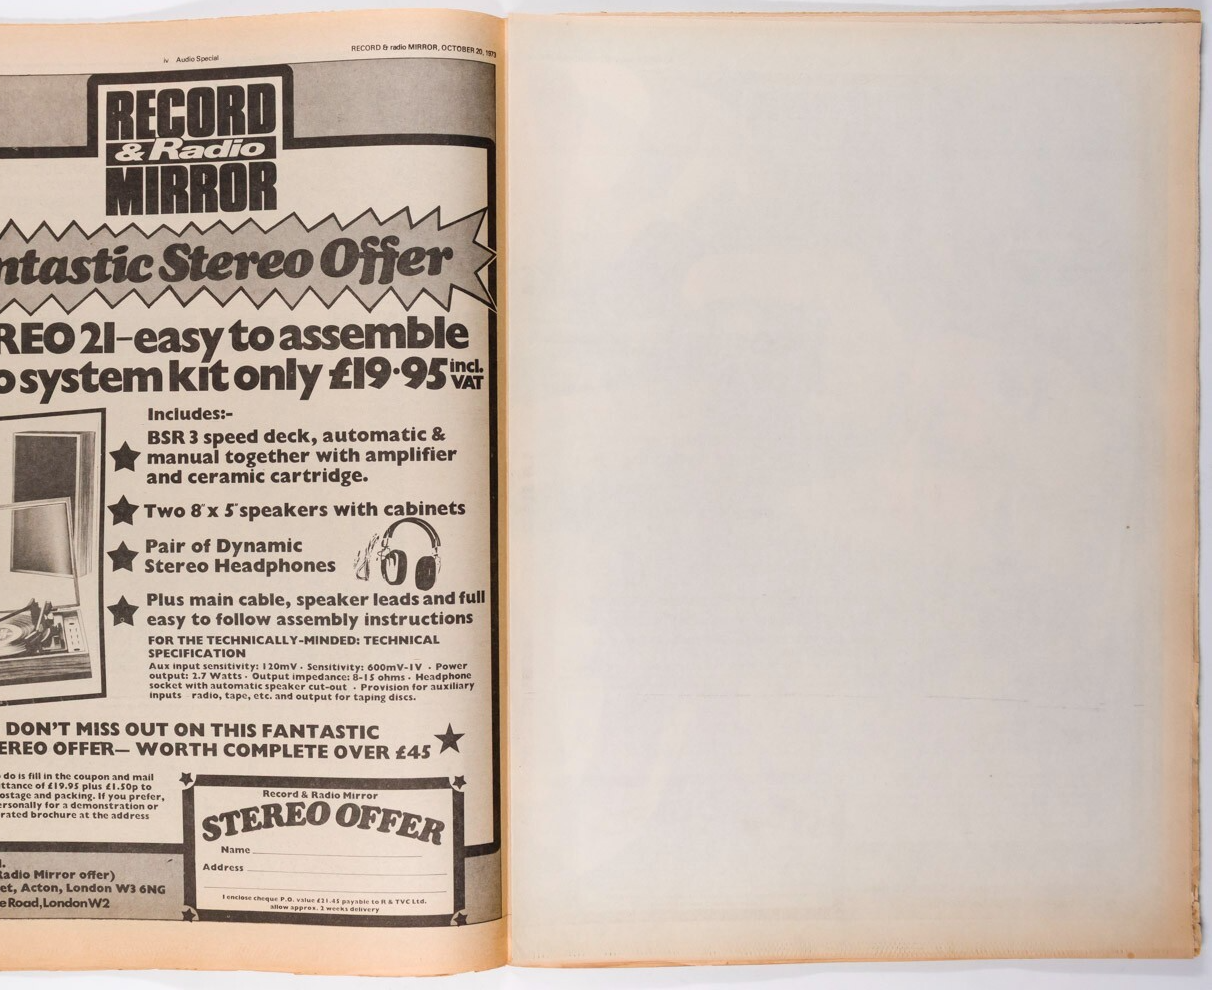 iv Audio Special
RECORD & radio MIRROR, OCTOBER 20, 1973
RECORD
& Radio
MIRROR
ntastic Stereo Offer
REO 21-easy to assemble
o system kit only £19·95 incl. VAT
Includes:-
BSR 3 speed deck, automatic &
manual together with amplifier
and ceramic cartridge.
Two 8" x 5" speakers with cabinets
Pair of Dynamic
Stereo Headphones
Plus main cable, speaker leads and full
easy to follow assembly instructions
FOR THE TECHNICALLY-MINDED: TECHNICAL
SPECIFICATION
Aux input sensitivity: 120mV · Sensitivity: 600mV-1V · Power
output: 2.7 Watts · Output impedance: 8-15 ohms · Headphone
socket with automatic speaker cut-out · Provision for auxiliary
inputs radio, tape, etc. and output for taping discs.
DON'T MISS OUT ON THIS FANTASTIC
EREO OFFER— WORTH COMPLETE OVER £45
do is fill in the coupon and mail
ttance of £19.95 plus £1.50p to
ostage and packing. If you prefer,
ersonally for a demonstration or
rated brochure at the address
.
Radio Mirror offer)
et, Acton, London W3 6NG
e Road, London W2
Record & Radio Mirror
STEREO OFFER
Name
Address
I enclose cheque P.O. value £21.45 payable to R & TVC Ltd.
allow approx. 2 weeks delivery